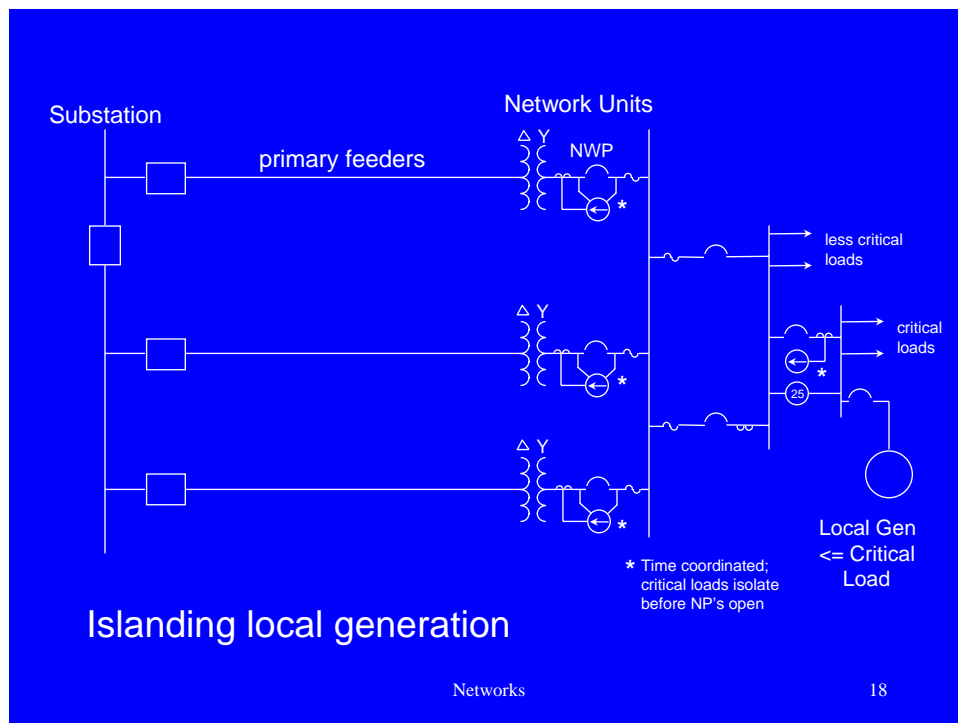 Substation
Network Units
primary feeders
Δ Y
NWP
*
less critical
loads
Δ Y
*
critical
loads
*
25
Δ Y
*
Local Gen
<= Critical
Load
* Time coordinated;
critical loads isolate
before NP's open
Islanding local generation
Networks
18